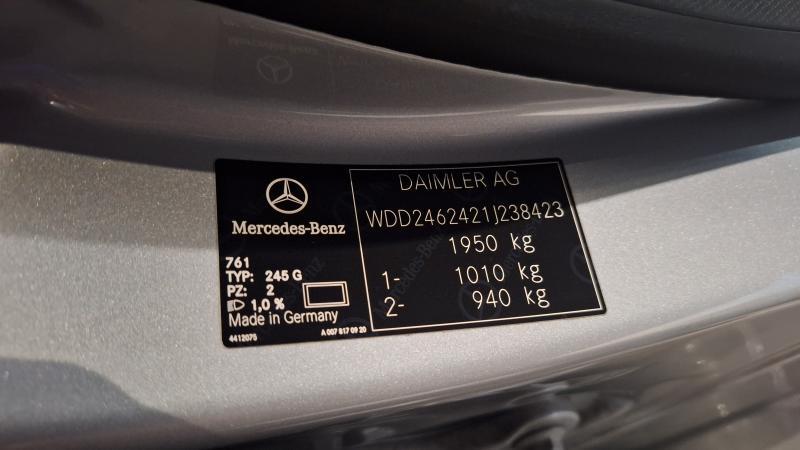 Mercedes-Benz
761
TYP: 245 G
PZ: 2
1,0 %
Made in Germany
4412075
A 007 817 09 20
DAIMLER AG
WDD2462421J238423
1950 kg
1- 1010 kg
2- 940 kg